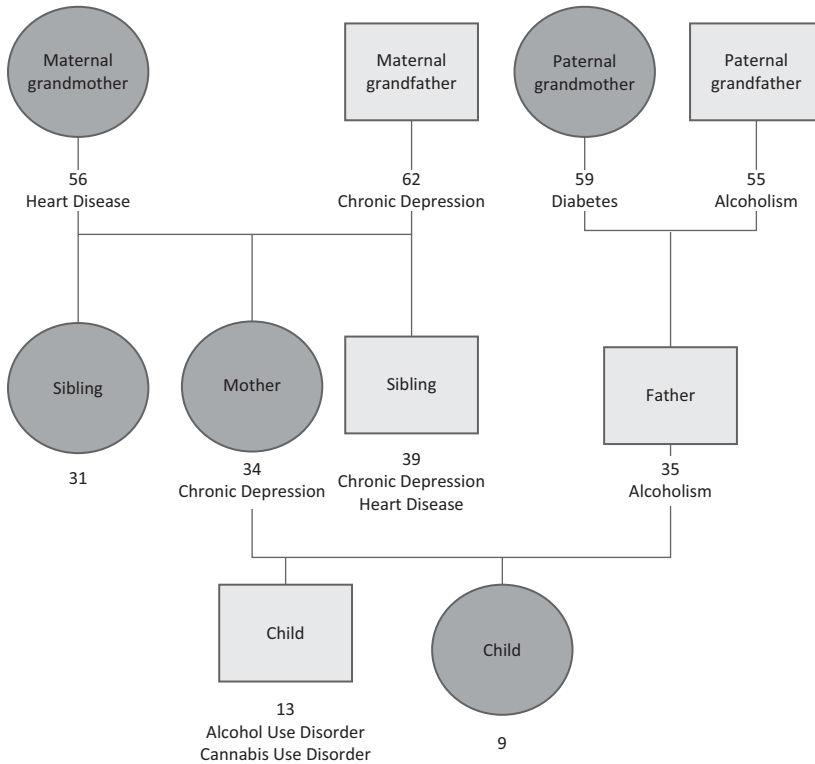 Maternal
grandmother
Maternal
grandfather
Paternal
grandmother
Paternal
grandfather
56
Heart Disease
62
Chronic Depression
59
Diabetes
55
Alcoholism
Sibling
Mother
Sibling
Father
31
34
Chronic Depression
39
Chronic Depression
Heart Disease
35
Alcoholism
Child
Child
13
Alcohol Use Disorder
Cannabis Use Disorder
9